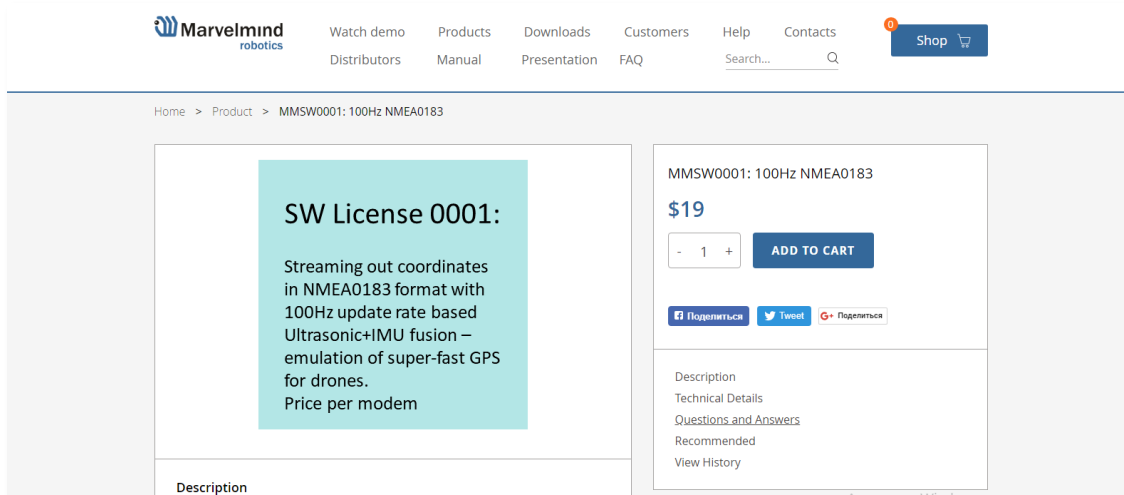 Marvelmind
robotics
Watch demo Products Downloads Customers Help Contacts
Distributors Manual Presentation FAQ Search...
0
Shop
Home > Product > MMSW0001: 100Hz NMEA0183
SW License 0001:
Streaming out coordinates
in NMEA0183 format with
100Hz update rate based
Ultrasonic+IMU fusion –
emulation of super-fast GPS
for drones.
Price per modem
Description
MMSW0001: 100Hz NMEA0183
$19
- 1 +
ADD TO CART
Поделиться
Tweet
G+ Поделиться
Description
Technical Details
Questions and Answers
Recommended
View History